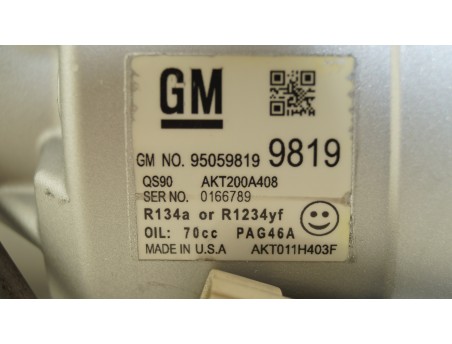 GM
GM NO. 95059819 9819
QS90 AKT200A408
SER NO. 0166789
R134a or R1234yf
OIL: 70cc PAG46A
MADE IN U.S.A AKT011H403F